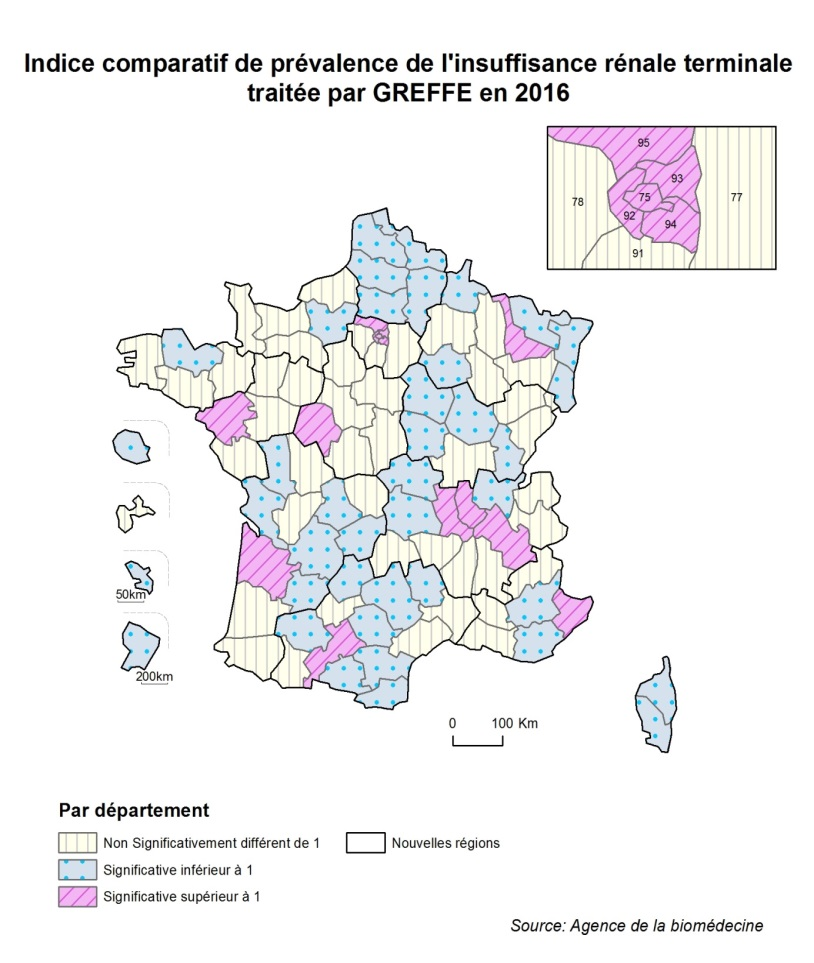 Indice comparatif de prévalence de l'insuffisance rénale terminale
traitée par GREFFE en 2016
95
93
78
75
77
92
94
91
50km
200km
0 100 Km
Par département
Non Significativement différent de 1
Nouvelles régions
Significative inférieur à 1
Significative supérieur à 1
Source: Agence de la biomédecine